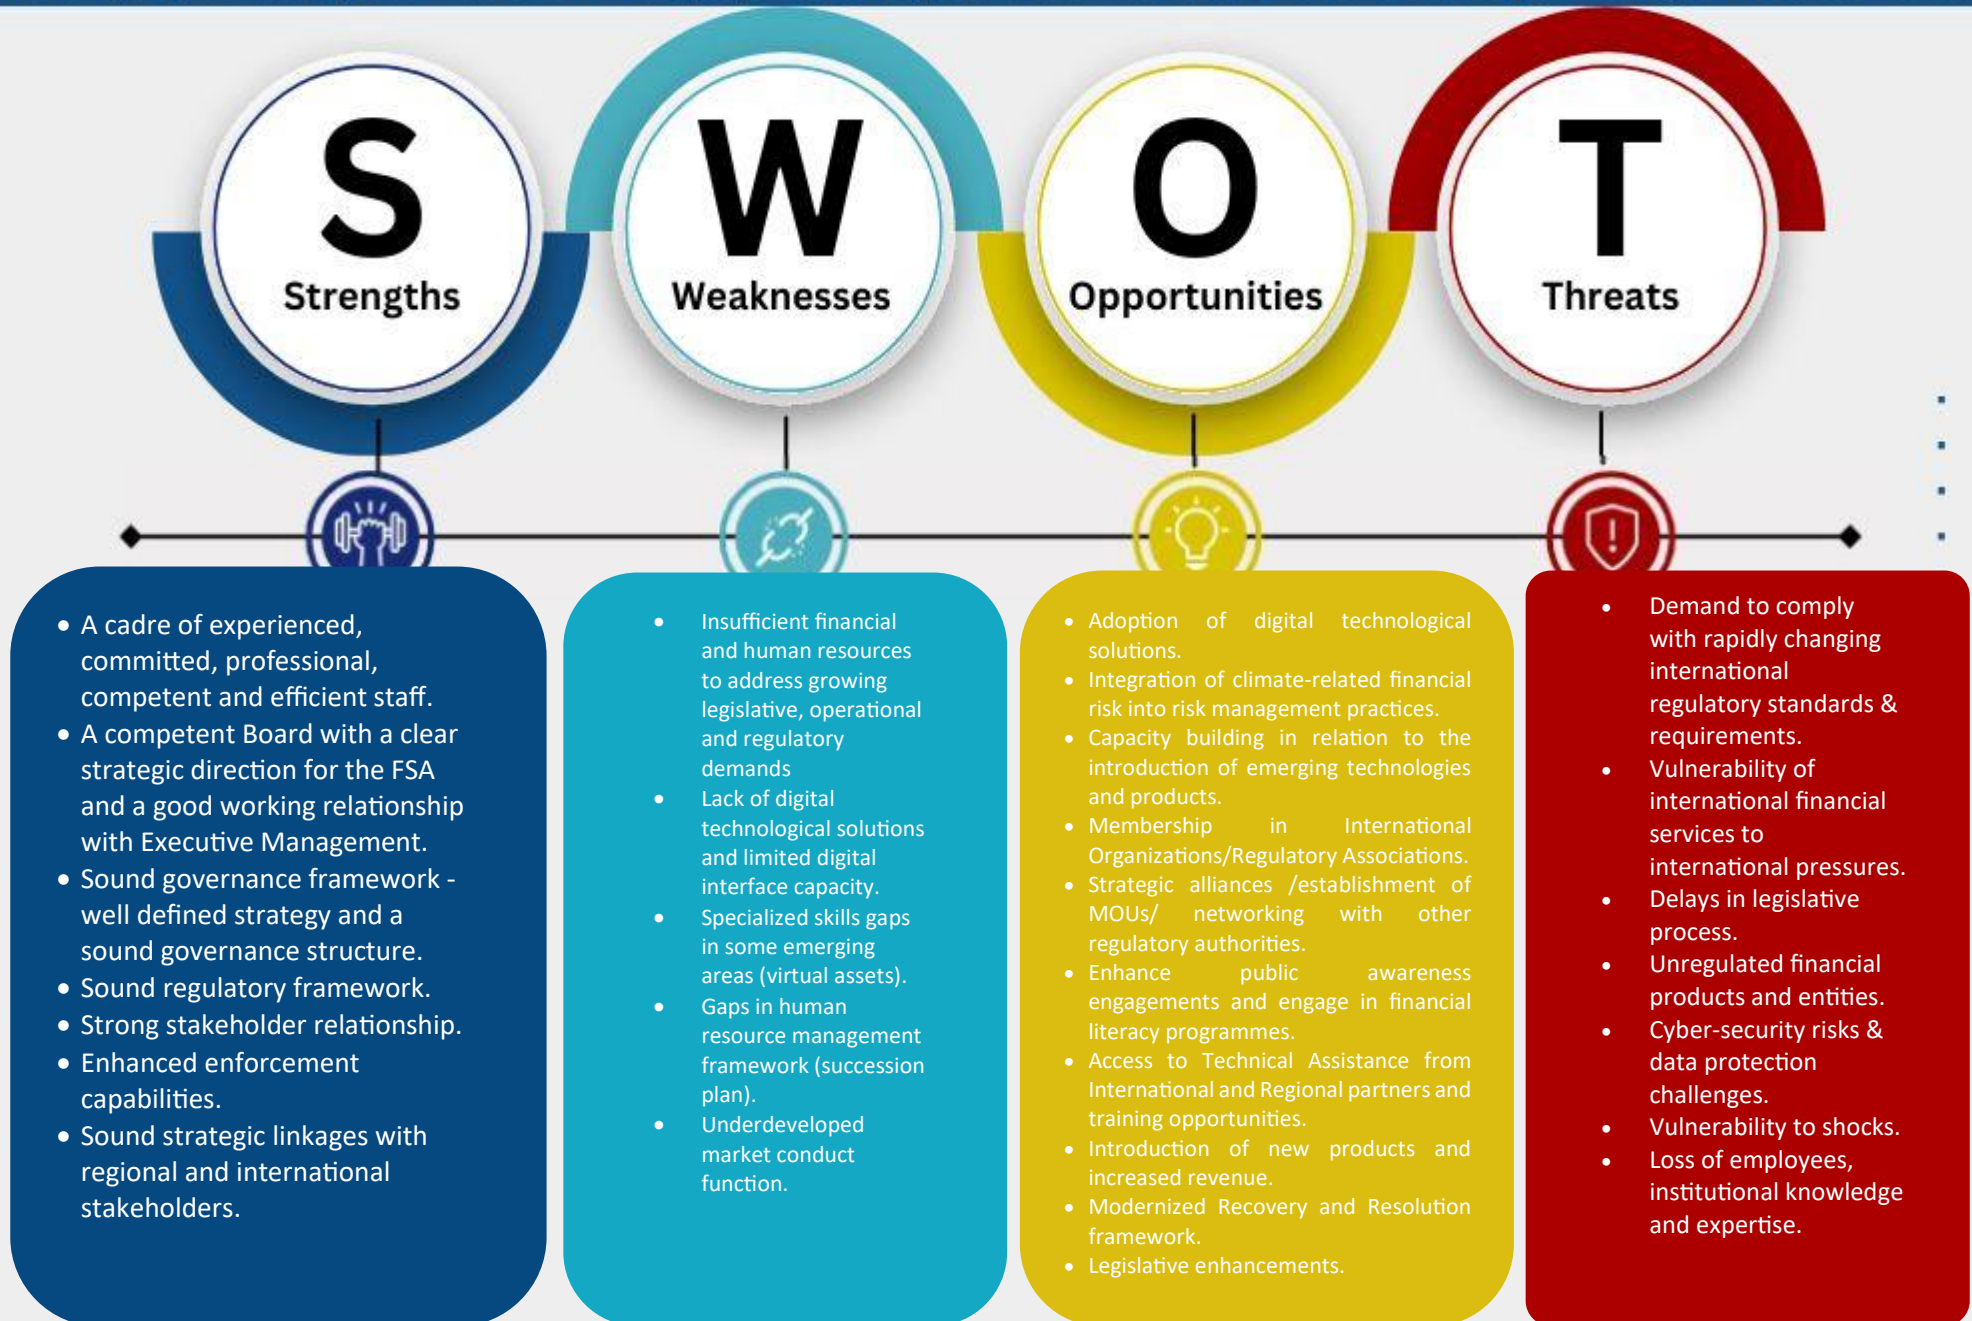 S
Strengths
W
Weaknesses
O
Opportunities
T
Threats
• A cadre of experienced,
committed, professional,
competent and efficient staff.
• A competent Board with a clear
strategic direction for the FSA
and a good working relationship
with Executive Management.
• Sound governance framework -
well defined strategy and a
sound governance structure.
• Sound regulatory framework.
• Strong stakeholder relationship.
• Enhanced enforcement
capabilities.
• Sound strategic linkages with
regional and international
stakeholders.
• Insufficient financial
and human resources
to address growing
legislative, operational
and regulatory
demands
• Lack of digital
technological solutions
and limited digital
interface capacity.
• Specialized skills gaps
in some emerging
areas (virtual assets).
• Gaps in human
resource management
framework (succession
plan).
• Underdeveloped
market conduct
function.
• Adoption of digital technological
solutions.
• Integration of climate-related financial
risk into risk management practices.
• Capacity building in relation to the
introduction of emerging technologies
and products.
• Membership in International
Organizations/Regulatory Associations.
• Strategic alliances /establishment of
MOUs/ networking with other
regulatory authorities.
• Enhance public awareness
engagements and engage in financial
literacy programmes.
• Access to Technical Assistance from
International and Regional partners and
training opportunities.
• Introduction of new products and
increased revenue.
• Modernized Recovery and Resolution
framework.
• Legislative enhancements.
• Demand to comply
with rapidly changing
international
regulatory standards &
requirements.
• Vulnerability of
international financial
services to
international pressures.
• Delays in legislative
process.
• Unregulated financial
products and entities.
• Cyber-security risks &
data protection
challenges.
• Vulnerability to shocks.
• Loss of employees,
institutional knowledge
and expertise.